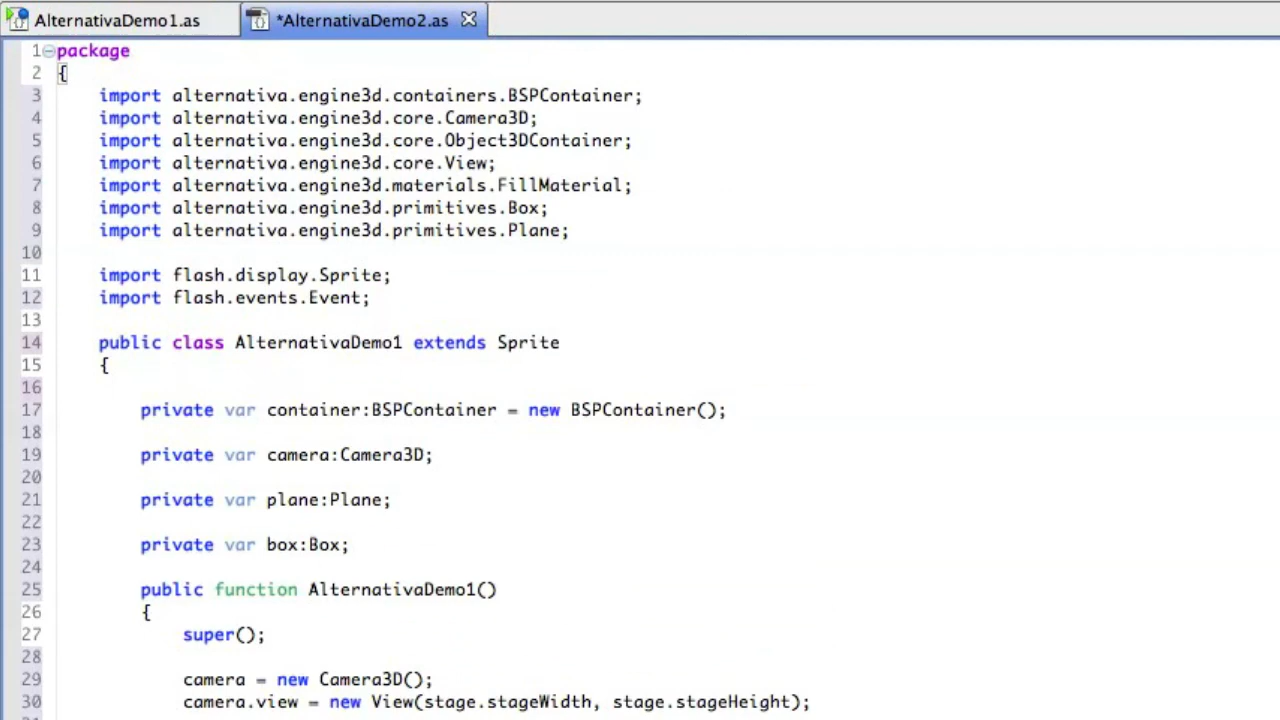 AlternativaDemo1.as *AlternativaDemo2.as
1 package
2 {
3 import alternativa.engine3d.containers.BSPContainer;
4 import alternativa.engine3d.core.Camera3D;
5 import alternativa.engine3d.core.Object3DContainer;
6 import alternativa.engine3d.core.View;
7 import alternativa.engine3d.materials.FillMaterial;
8 import alternativa.engine3d.primitives.Box;
9 import alternativa.engine3d.primitives.Plane;
10
11 import flash.display.Sprite;
12 import flash.events.Event;
13
14 public class AlternativaDemo1 extends Sprite
15 {
16
17 private var container:BSPContainer = new BSPContainer();
18
19 private var camera:Camera3D;
20
21 private var plane:Plane;
22
23 private var box:Box;
24
25 public function AlternativaDemo1()
26 {
27 super();
28
29 camera = new Camera3D();
30 camera.view = new View(stage.stageWidth, stage.stageHeight);